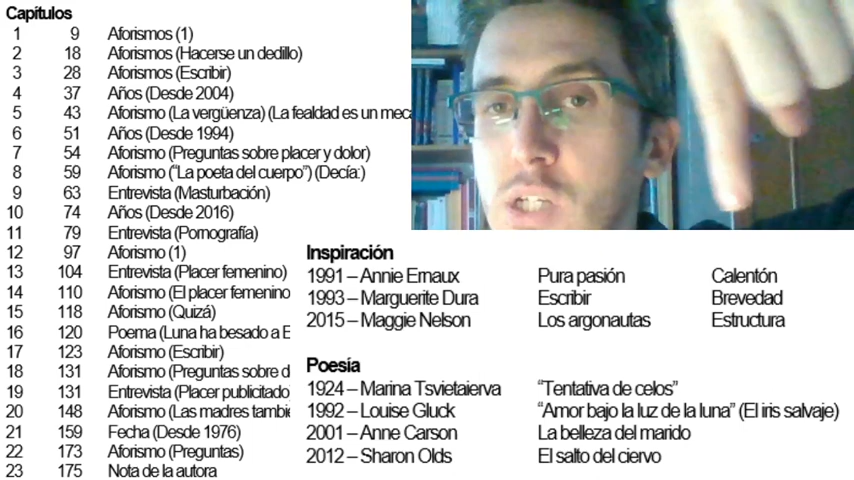 Capítulos
1 9 Aforismos (1)
2 18 Aforismos (Hacerse un dedillo)
3 28 Aforismos (Escribir)
4 37 Años (Desde 2004)
5 43 Aforismo (La vergüenza) (La fealdad es un meca
6 51 Años (Desde 1994)
7 54 Aforismo (Preguntas sobre placer y dolor)
8 59 Aforismo (“La poeta del cuerpo”) (Decía:)
9 63 Entrevista (Masturbación)
10 74 Años (Desde 2016)
11 79 Entrevista (Pornografía)
12 97 Aforismo (1)
13 104 Entrevista (Placer femenino)
14 110 Aforismo (El placer femenino
15 118 Aforismo (Quizá)
16 120 Poema (Luna ha besado a E
17 123 Aforismo (Escribir)
18 131 Aforismo (Preguntas sobre d
19 131 Entrevista (Placer publicitado
20 148 Aforismo (Las madres tambié
21 159 Fecha (Desde 1976)
22 173 Aforismo (Preguntas)
23 175 Nota de la autora
Inspiración
1991 – Annie Ernaux Pura pasión Calentón
1993 – Marguerite Dura Escribir Brevedad
2015 – Maggie Nelson Los argonautas Estructura
Poesía
1924 – Marina Tsvietaierva “Tentativa de celos”
1992 – Louise Gluck “Amor bajo la luz de la luna” (El iris salvaje)
2001 – Anne Carson La belleza del marido
2012 – Sharon Olds El salto del ciervo